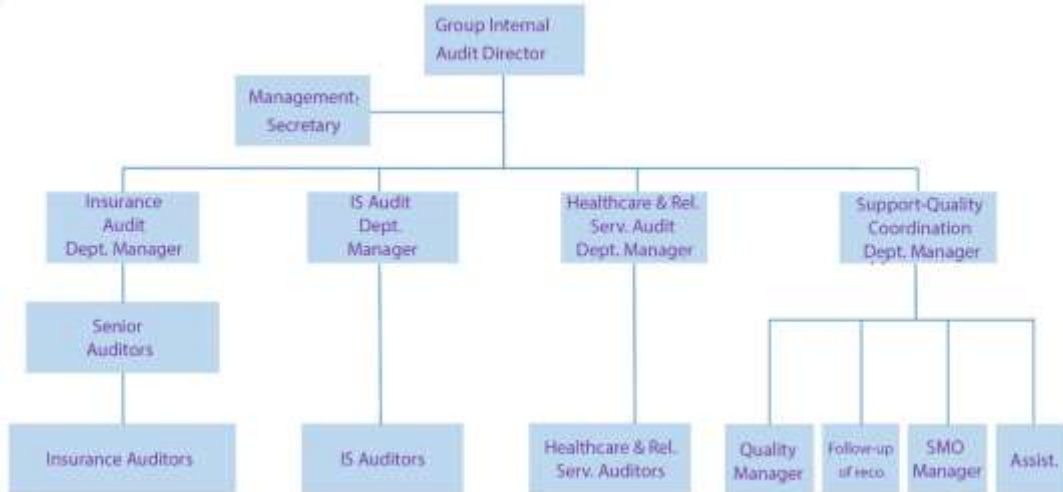 Group Internal
Audit Director
Management
Secretary
Insurance
Audit
Dept. Manager
IS Audit
Dept.
Manager
Healthcare & Rel.
Serv. Audit
Dept. Manager
Support-Quality
Coordination
Dept. Manager
Senior
Auditors
Insurance Auditors
IS Auditors
Healthcare & Rel.
Serv. Auditors
Quality
Manager
Follow-up
of reco.
SMO
Manager
Assist.